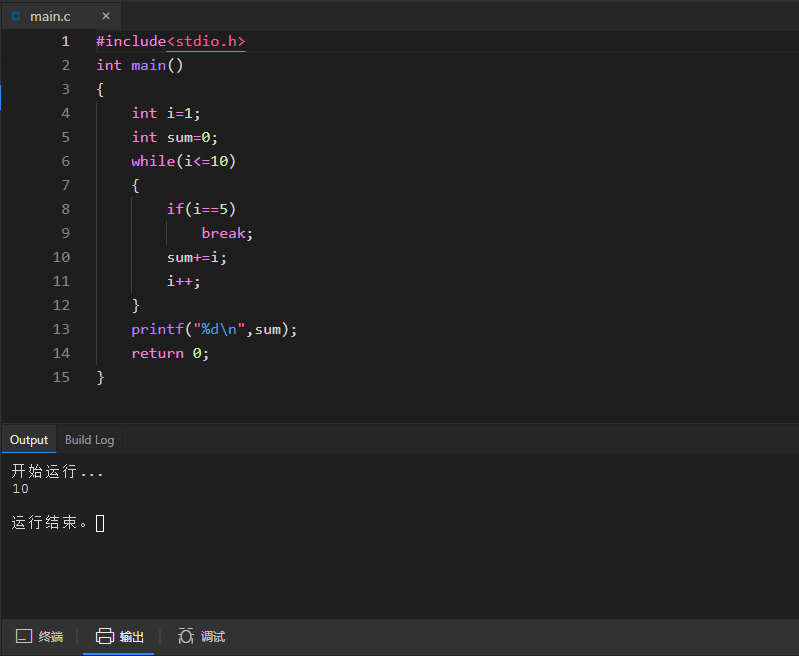 C main.c ×
1 #include<stdio.h>
2 int main()
3 {
4 int i=1;
5 int sum=0;
6 while(i<=10)
7 {
8 if(i==5)
9 break;
10 sum+=i;
11 i++;
12 }
13 printf("%d\n",sum);
14 return 0;
15 }
Output Build Log
开始运行...
10
运行结束。
终端 输出 调试